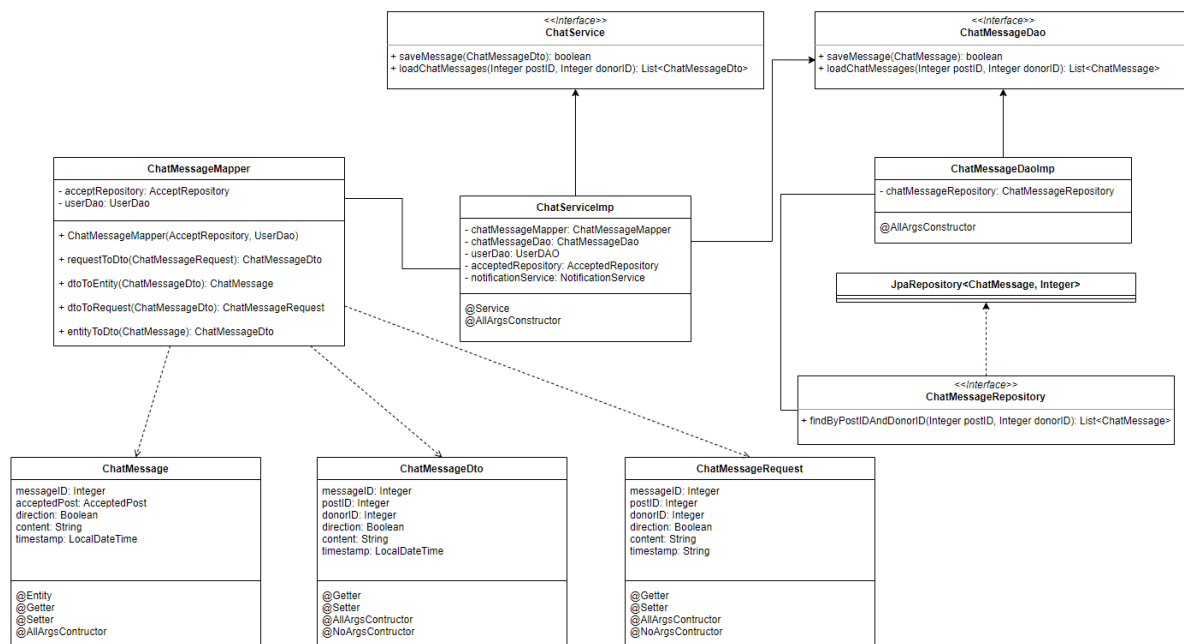 <<Interface>>
ChatService
+ saveMessage(ChatMessageDto): boolean
+ loadChatMessages(Integer postID, Integer donorID): List<ChatMessageDto>
<<Interface>>
ChatMessageDao
+ saveMessage(ChatMessage): boolean
+ loadChatMessages(Integer postID, Integer donorID): List<ChatMessage>
ChatMessageMapper
- acceptRepository: AcceptRepository
- userDao: UserDao
+ ChatMessageMapper(AcceptRepository, UserDao)
+ requestToDto(ChatMessageRequest): ChatMessageDto
+ dtoToEntity(ChatMessageDto): ChatMessage
+ dtoToRequest(ChatMessageDto): ChatMessageRequest
+ entityToDto(ChatMessage): ChatMessageDto
ChatServiceImp
- chatMessageMapper: ChatMessageMapper
- chatMessageDao: ChatMessageDao
- userDao: UserDAO
- acceptedRepository: AcceptedRepository
- notificationService: NotificationService
@Service
@AllArgsConstructor
ChatMessageDaoImp
- chatMessageRepository: ChatMessageRepository
@AllArgsConstructor
JpaRepository<ChatMessage, Integer>
<<Interface>>
ChatMessageRepository
+ findByPostIDAndDonorID(Integer postID, Integer donorID): List<ChatMessage>
ChatMessage
messageID: Integer
acceptedPost: AcceptedPost
direction: Boolean
content: String
timestamp: LocalDateTime
@Entity
@Getter
@Setter
@AllArgsContructor
ChatMessageDto
messageID: Integer
postID: Integer
donorID: Integer
direction: Boolean
content: String
timestamp: LocalDateTime
@Getter
@Setter
@AllArgsContructor
@NoArgsContructor
ChatMessageRequest
messageID: Integer
postID: Integer
donorID: Integer
direction: Boolean
content: String
timestamp: String
@Getter
@Setter
@AllArgsContructor
@NoArgsContructor